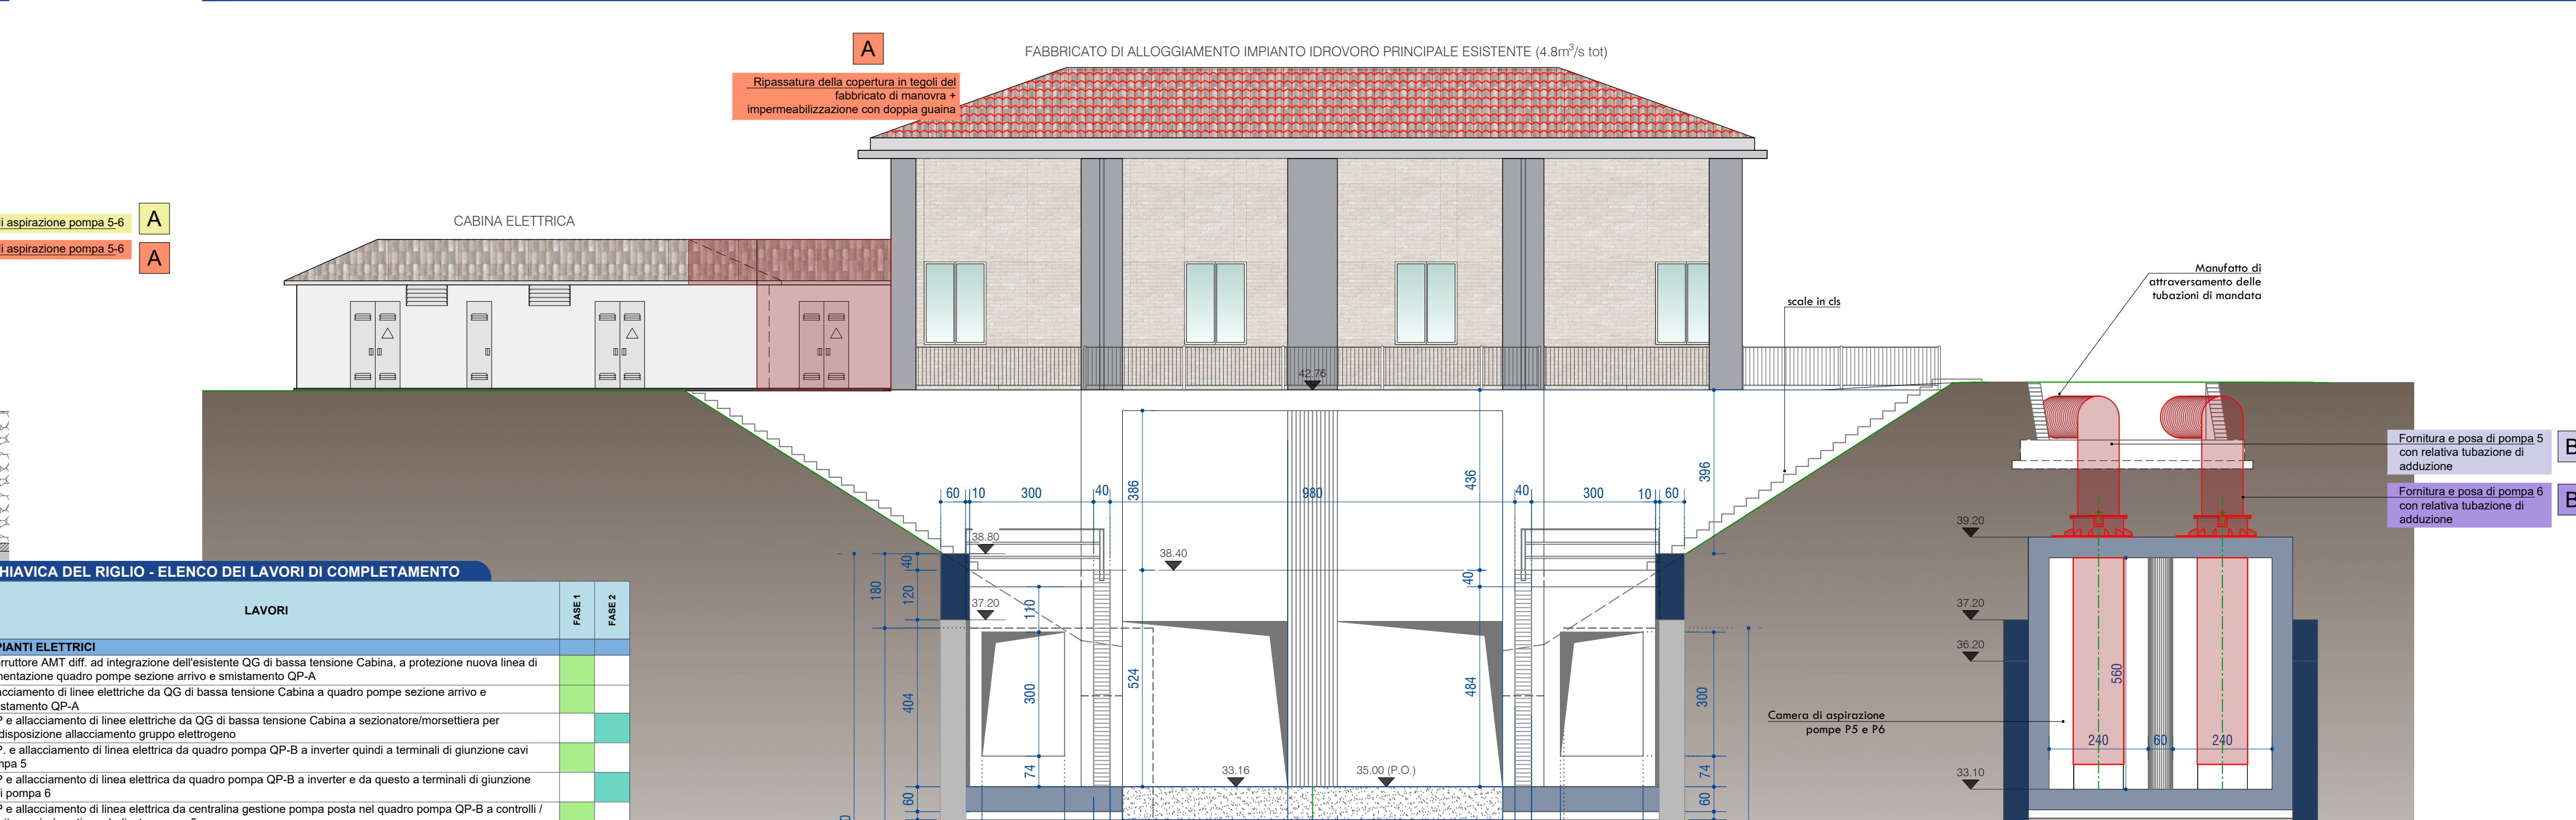 A
FABBRICATO DI ALLOGGIAMENTO IMPIANTO IDROVORO PRINCIPALE ESISTENTE (4.8m³/s tot)
Ripassatura della copertura in tegoli del
fabbricato di manovra +
impermeabilizzazione con doppia guaina
aspirazione pompa 5-6
A
aspirazione pompa 5-6
A
CABINA ELETTRICA
Manufatto di
attraversamento delle
tubazioni di mandata
scale in cls
42.76
Fornitura e posa di pompa 5
con relativa tubazione di
adduzione
B
Fornitura e posa di pompa 6
con relativa tubazione di
adduzione
B
60 10 300 40 386 980 436 40 300 10 60 396
39.20
38.80
38.40
40
180 120 110 40
37.20
37.20
36.20
404 300 524 484 300 560
Camera di aspirazione
pompe P5 e P6
240 60 240
74 74
33.16
35.00 (P.O.)
33.10
60 60
DEL RIGLIO - ELENCO DEI LAVORI DI COMPLETAMENTO
LAVORI
FASE 1
FASE 2
ELETTRICI
AMT diff. ad integrazione dell'esistente QG di bassa tensione Cabina, a protezione nuova linea di
quadro pompe sezione arrivo e smistamento QP-A
di linee elettriche da QG di bassa tensione Cabina a quadro pompe sezione arrivo e
QP-A
e allacciamento di linee elettriche da QG di bassa tensione Cabina a sezionatore/morsettiera per
allacciamento gruppo elettrogeno
e allacciamento di linea elettrica da quadro pompa QP-B a inverter quindi a terminali di giunzione cavi
5
e allacciamento di linea elettrica da quadro pompa QP-B a inverter e da questo a terminali di giunzione
pompa 6
e allacciamento di linea elettrica da centralina gestione pompa posta nel quadro pompa QP-B a controlli /